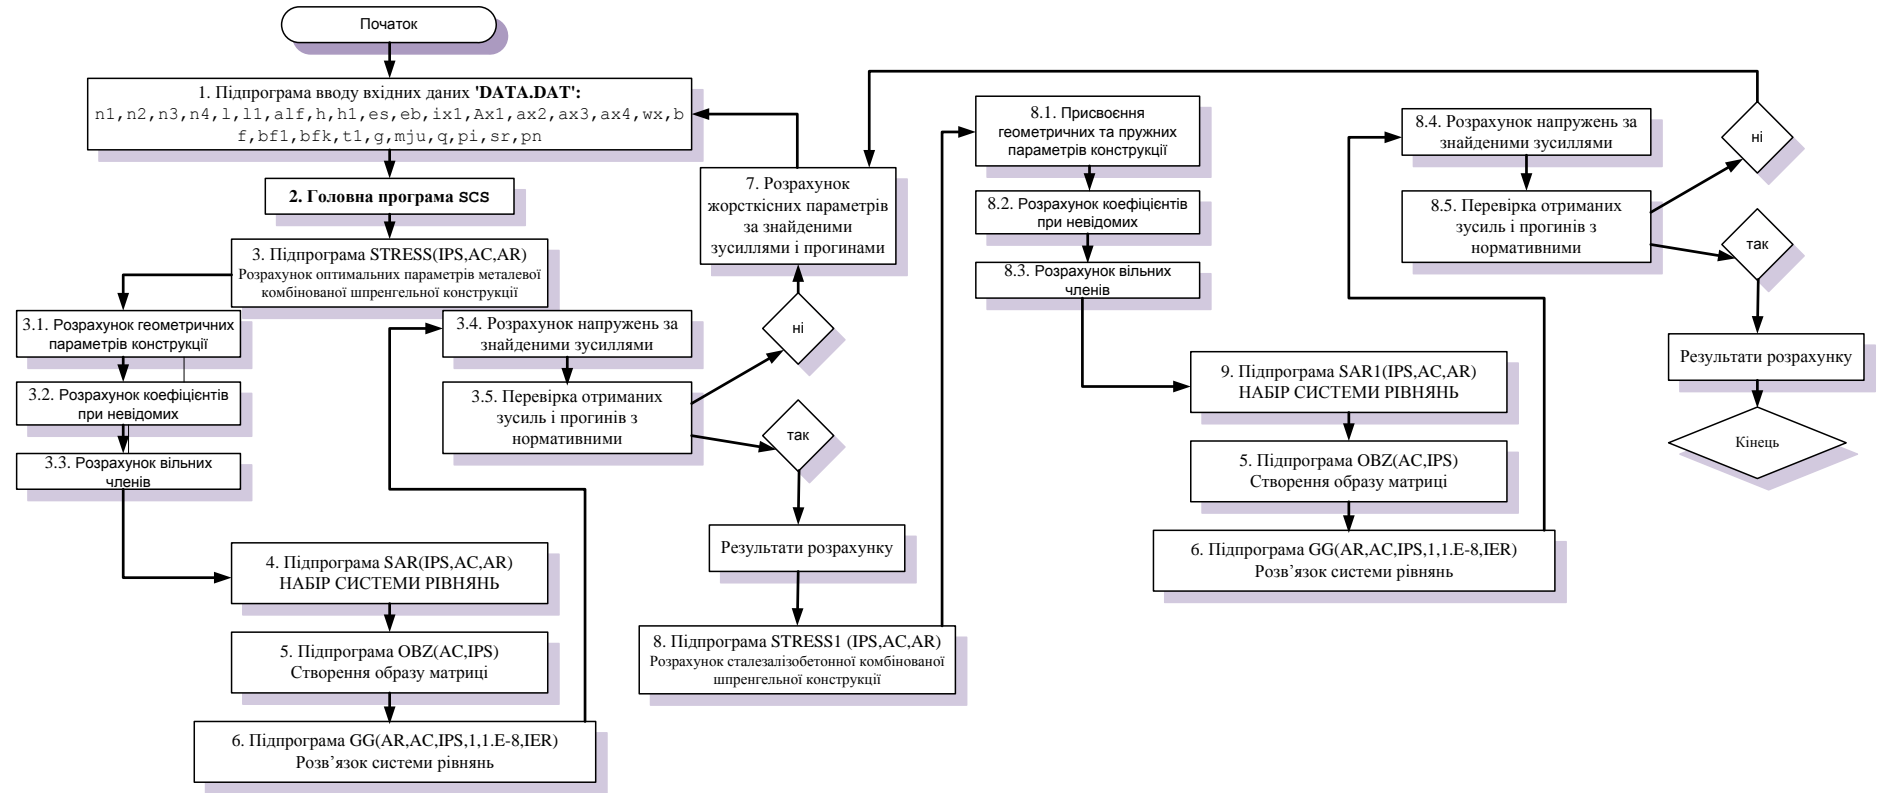 Початок
1. Підпрограма вводу вхідних даних 'DATA.DAT':
n1,n2,n3,n4,l,l1,alf,h,h1,es,eb,ix1,Ax1,ax2,ax3,ax4,wx,b
f,bf1,bfk,t1,g,mju,q,pi,sr,pn
2. Головна програма SCS
3. Підпрограма STRESS(IPS,AC,AR)
Розрахунок оптимальних параметрів металевої
комбінованої шпренгельної конструкції
3.1. Розрахунок геометричних
параметрів конструкції
3.2. Розрахунок коефіцієнтів
при невідомих
3.3. Розрахунок вільних
членів
4. Підпрограма SAR(IPS,AC,AR)
НАБІР СИСТЕМИ РІВНЯНЬ
5. Підпрограма OBZ(AC,IPS)
Створення образу матриці
6. Підпрограма GG(AR,AC,IPS,1,1.E-8,IER)
Розв’язок системи рівнянь
3.4. Розрахунок напружень за
знайденими зусиллями
3.5. Перевірка отриманих
зусиль і прогинів з
нормативними
ні
так
7. Розрахунок
жорсткісних параметрів
за знайденими
зусиллями і прогинами
Результати розрахунку
8. Підпрограма STRESS1 (IPS,AC,AR)
Розрахунок сталезалізобетонної комбінованої
шпренгельної конструкції
8.1. Присвоєння
геометричних та пружних
параметрів конструкції
8.2. Розрахунок коефіцієнтів
при невідомих
8.3. Розрахунок вільних
членів
9. Підпрограма SAR1(IPS,AC,AR)
НАБІР СИСТЕМИ РІВНЯНЬ
5. Підпрограма OBZ(AC,IPS)
Створення образу матриці
6. Підпрограма GG(AR,AC,IPS,1,1.E-8,IER)
Розв’язок системи рівнянь
8.4. Розрахунок напружень за
знайденими зусиллями
8.5. Перевірка отриманих
зусиль і прогинів з
нормативними
ні
так
Результати розрахунку
Кінець